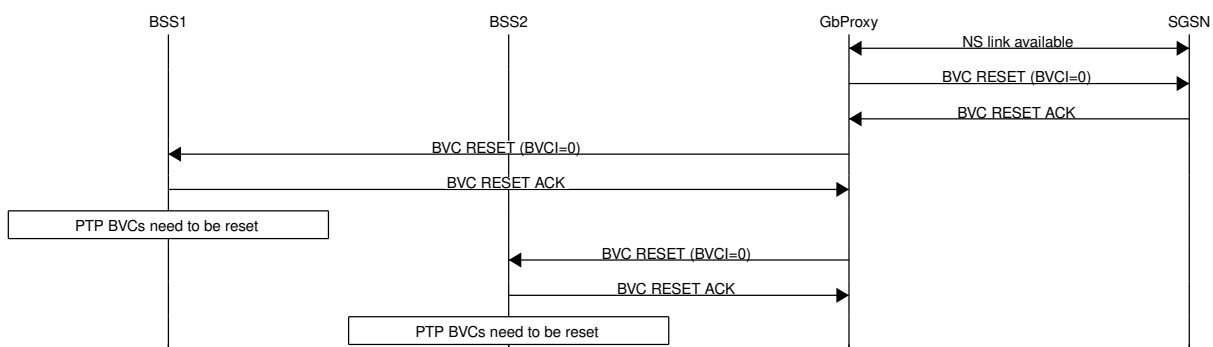 BSS1 BSS2 GbProxy SGSN
NS link available
BVC RESET (BVCI=0)
BVC RESET ACK
BVC RESET (BVCI=0)
BVC RESET ACK
PTP BVCs need to be reset
BVC RESET (BVCI=0)
BVC RESET ACK
PTP BVCs need to be reset